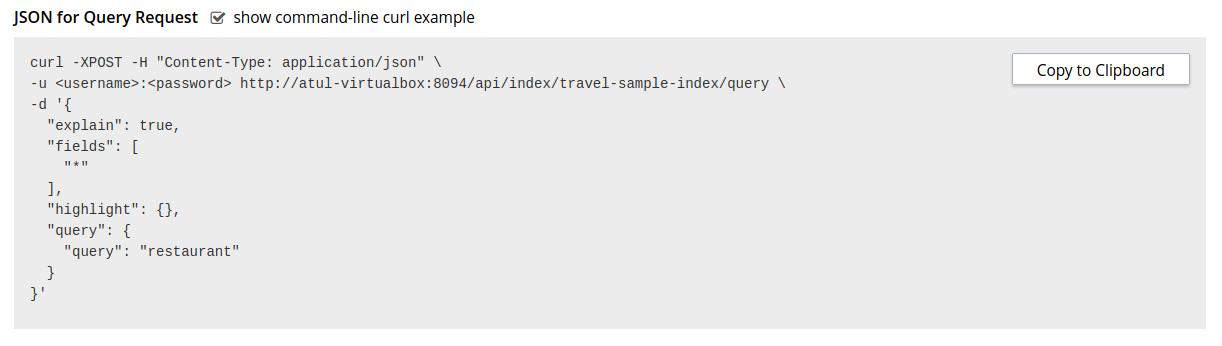 JSON for Query Request show command-line curl example
curl -XPOST -H "Content-Type: application/json" \
-u <username>:<password> http://atul-virtualbox:8094/api/index/travel-sample-index/query \
-d '{
  "explain": true,
  "fields": [
    "*"
  ],
  "highlight": {},
  "query": {
    "query": "restaurant"
  }
}'
Copy to Clipboard